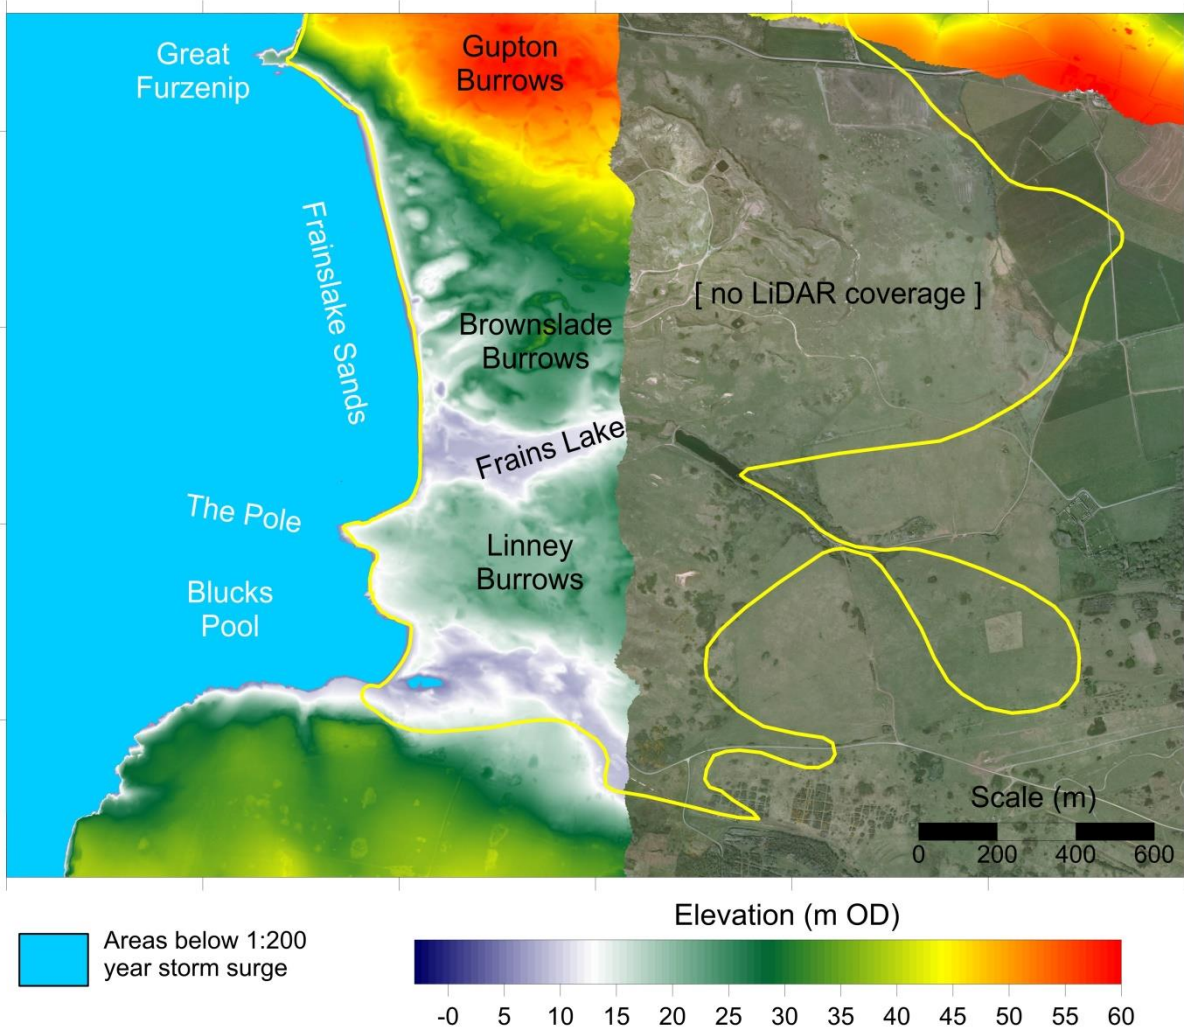 Great
Furzenip
Gupton
Burrows
Frainslake Sands
[ no LiDAR coverage ]
Brownslade
Burrows
Frains Lake
The Pole
Linney
Burrows
Blucks
Pool
Scale (m)
0 200 400 600
Areas below 1:200
year storm surge
Elevation (m OD)
-0 5 10 15 20 25 30 35 40 45 50 55 60